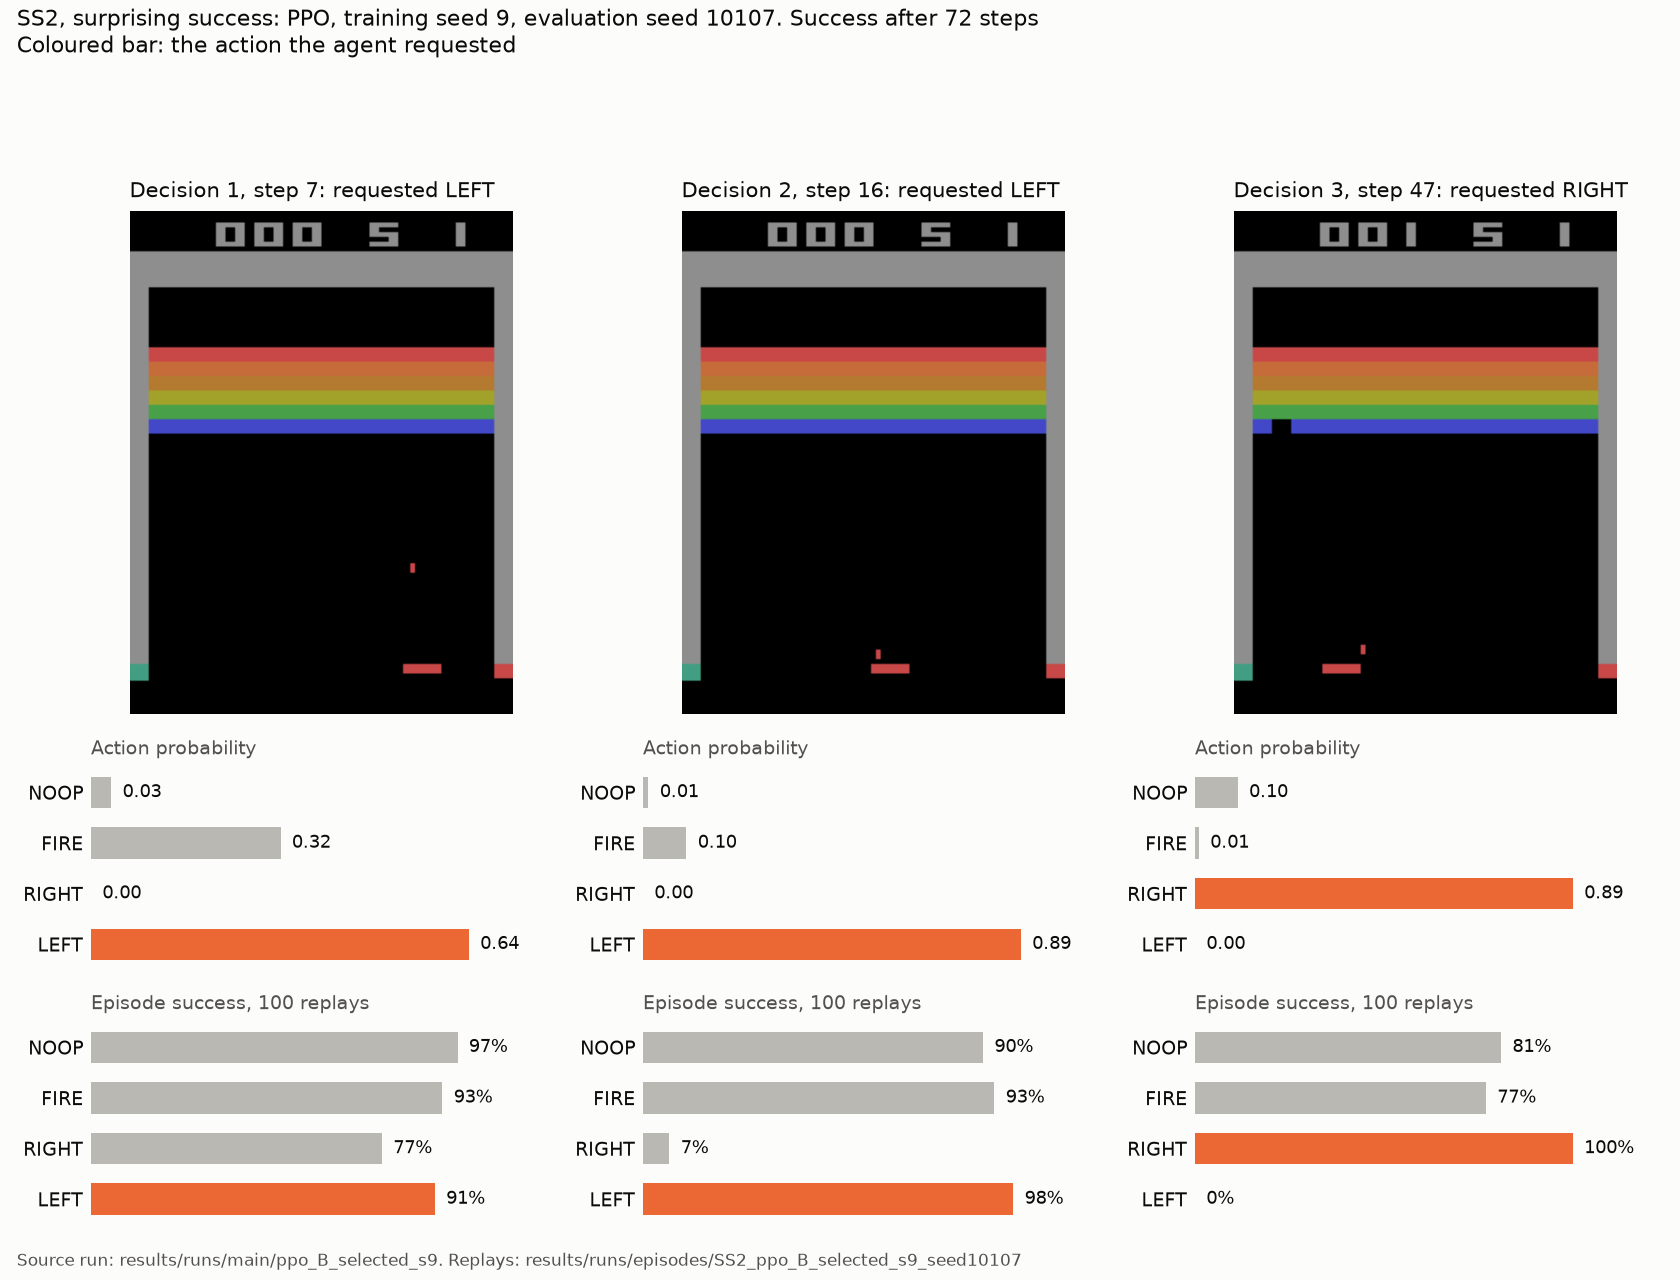 SS2, surprising success: PPO, training seed 9, evaluation seed 10107. Success after 72 steps
Coloured bar: the action the agent requested
Decision 1, step 7: requested LEFT
000 5 1
Action probability
NOOP 0.03
FIRE 0.32
RIGHT 0.00
LEFT 0.64
Episode success, 100 replays
NOOP 97%
FIRE 93%
RIGHT 77%
LEFT 91%
Decision 2, step 16: requested LEFT
000 5 1
Action probability
NOOP 0.01
FIRE 0.10
RIGHT 0.00
LEFT 0.89
Episode success, 100 replays
NOOP 90%
FIRE 93%
RIGHT 7%
LEFT 98%
Decision 3, step 47: requested RIGHT
001 5 1
Action probability
NOOP 0.10
FIRE 0.01
RIGHT 0.89
LEFT 0.00
Episode success, 100 replays
NOOP 81%
FIRE 77%
RIGHT 100%
LEFT 0%
Source run: results/runs/main/ppo_B_selected_s9. Replays: results/runs/episodes/SS2_ppo_B_selected_s9_seed10107